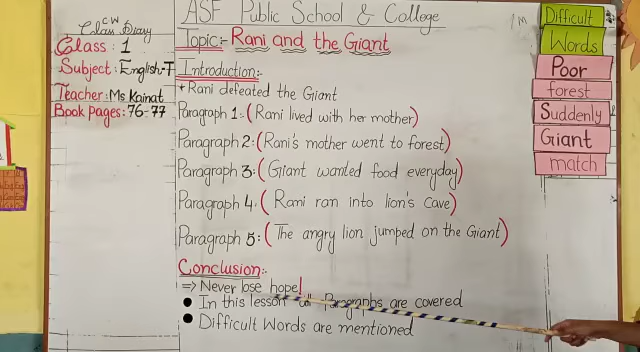 ASF Public School & College
CW
Class Diary
Class: 1
Subject: English-T
Teacher: Ms Kainat
Book pages: 76-77
Topic:- Rani and the Giant
Introduction:-
Rani defeated the Giant
Paragraph 1:- (Rani lived with her mother)
Paragraph 2: (Rani's mother went to forest)
Paragraph 3: (Giant wanted food everyday)
Paragraph 4. (Rani ran into lion's cave)
Paragraph 5: (The angry lion jumped on the Giant)
Conclusion:-
⇒ Never lose hope!
● In this lesson all Paragraphs are covered
● Difficult Words are mentioned
Difficult
Words
Poor
forest
Suddenly
Giant
match